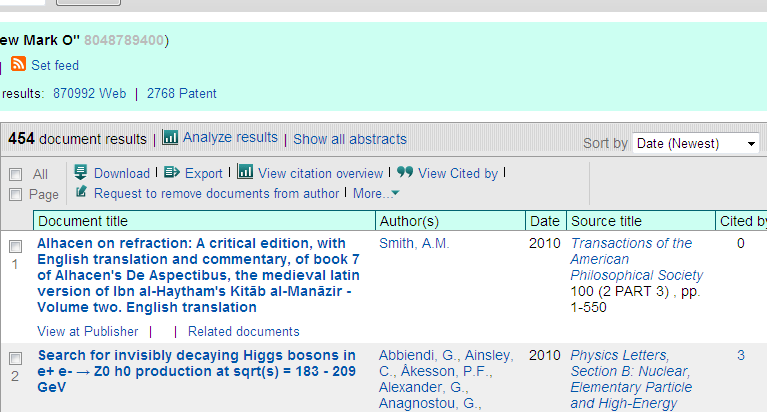 ew Mark O" 8048789400)
| Set feed
results: 870992 Web | 2768 Patent
454 document results | Analyze results | Show all abstracts
Sort by Date (Newest)
All Download | Export | View citation overview | View Cited by |
Page Request to remove documents from author | More...
Document title Author(s) Date Source title Cited by
Alhacen on refraction: A critical edition, with Smith, A.M. 2010 Transactions of the 0
1 English translation and commentary, of book 7 American
of Alhacen's De Aspectibus, the medieval latin Philosophical Society
version of Ibn al-Haytham's Kitāb al-Manāzir - 100 (2 PART 3) , pp.
Volume two. English translation 1-550
View at Publisher | | Related documents
Search for invisibly decaying Higgs bosons in Abbiendi, G., Ainsley, 2010 Physics Letters, 3
2 e+ e- → Z0 h0 production at sqrt(s) = 183 - 209 C., Åkesson, P.F., Section B: Nuclear,
GeV Alexander, G., Elementary Particle
Anagnostou, G., and High-Energy